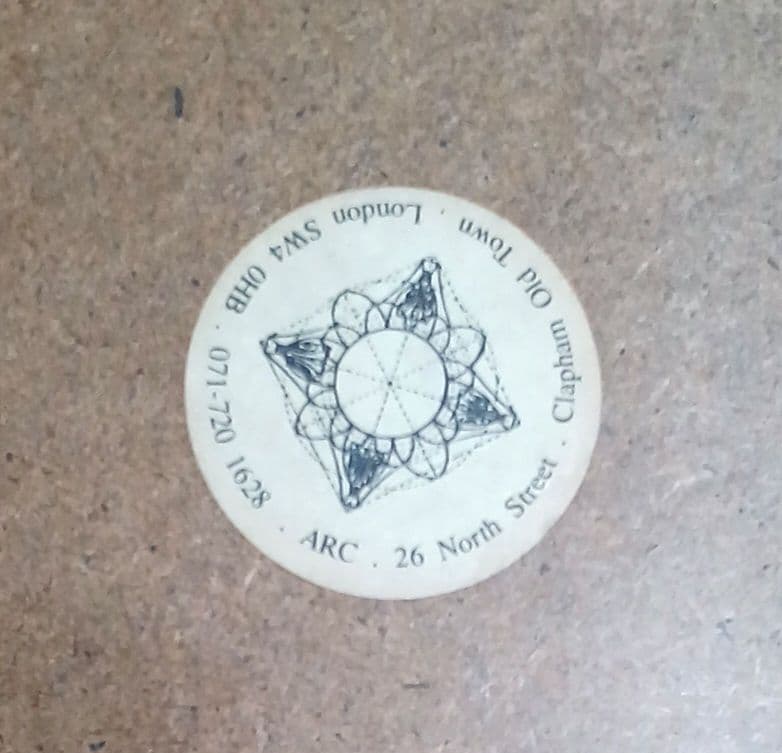 ARC . 26 North Street . Clapham Old Town . London SW4 0HB . 071-720 1628 .